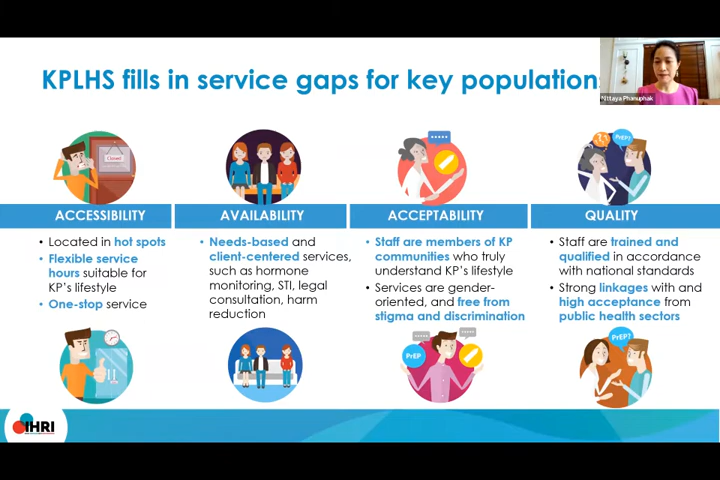 KPLHS fills in service gaps for key populations
Nittaya Phanuphak
Closed
??
PrEP?
ACCESSIBILITY
AVAILABILITY
ACCEPTABILITY
QUALITY
• Located in hot spots
• Flexible service
hours suitable for
KP's lifestyle
• One-stop service
• Needs-based and
client-centered services,
such as hormone
monitoring, STI, legal
consultation, harm
reduction
• Staff are members of KP
communities who truly
understand KP's lifestyle
• Services are gender-
oriented, and free from
stigma and discrimination
• Staff are trained and
qualified in accordance
with national standards
• Strong linkages with and
high acceptance from
public health sectors
PrEP
PrEP?
IHRI